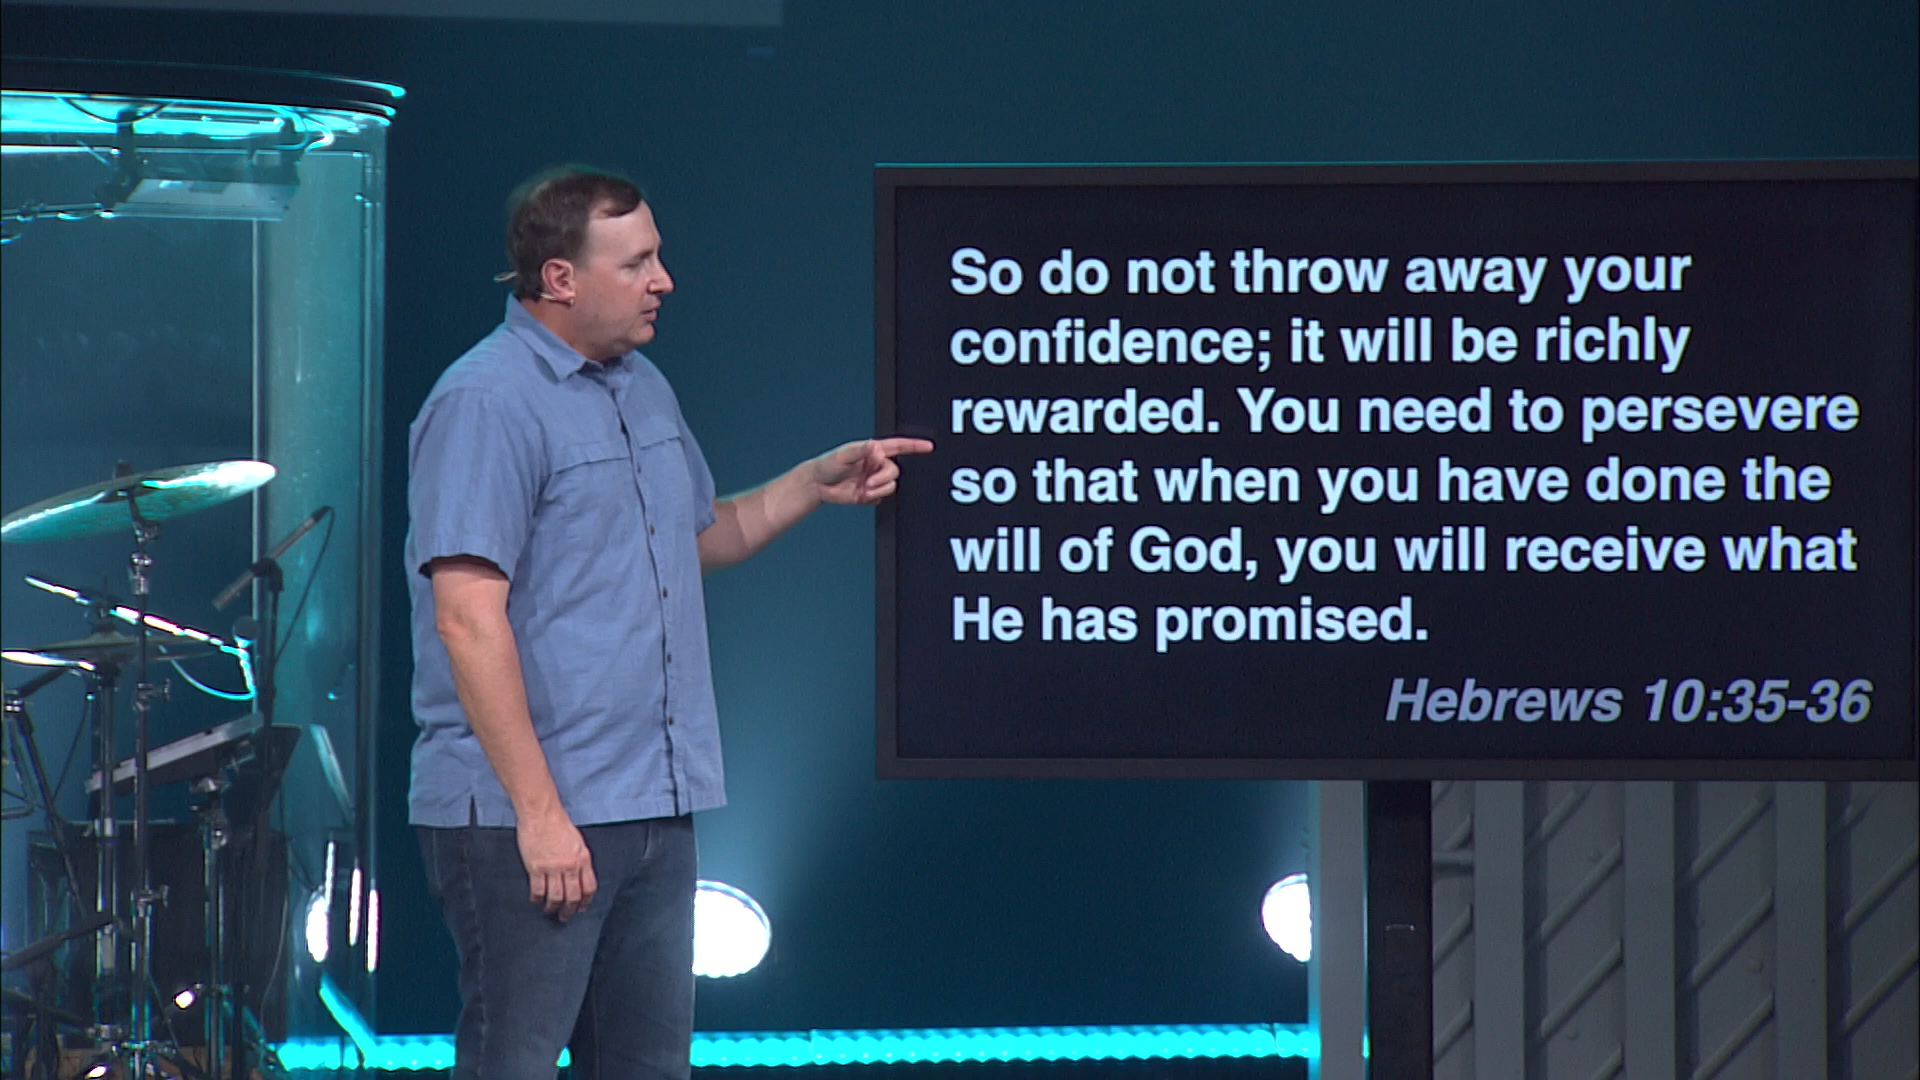 So do not throw away your
confidence; it will be richly
rewarded. You need to persevere
so that when you have done the
will of God, you will receive what
He has promised.
Hebrews 10:35-36